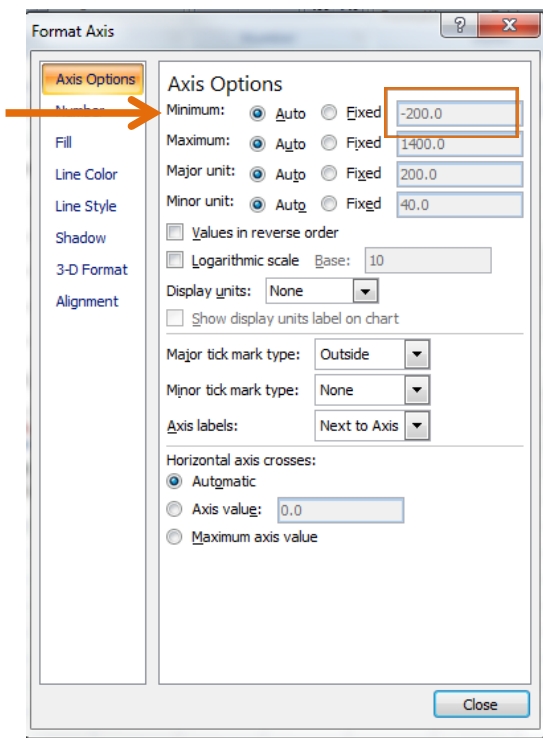 Format Axis
Axis Options
Fill
Line Color
Line Style
Shadow
3-D Format
Alignment
Axis Options
Minimum: Auto Fixed -200.0
Maximum: Auto Fixed 1400.0
Major unit: Auto Fixed 200.0
Minor unit: Auto Fixed 40.0
Values in reverse order
Logarithmic scale Base: 10
Display units: None
Show display units label on chart
Major tick mark type: Outside
Minor tick mark type: None
Axis labels: Next to Axis
Horizontal axis crosses:
Automatic
Axis value: 0.0
Maximum axis value
Close